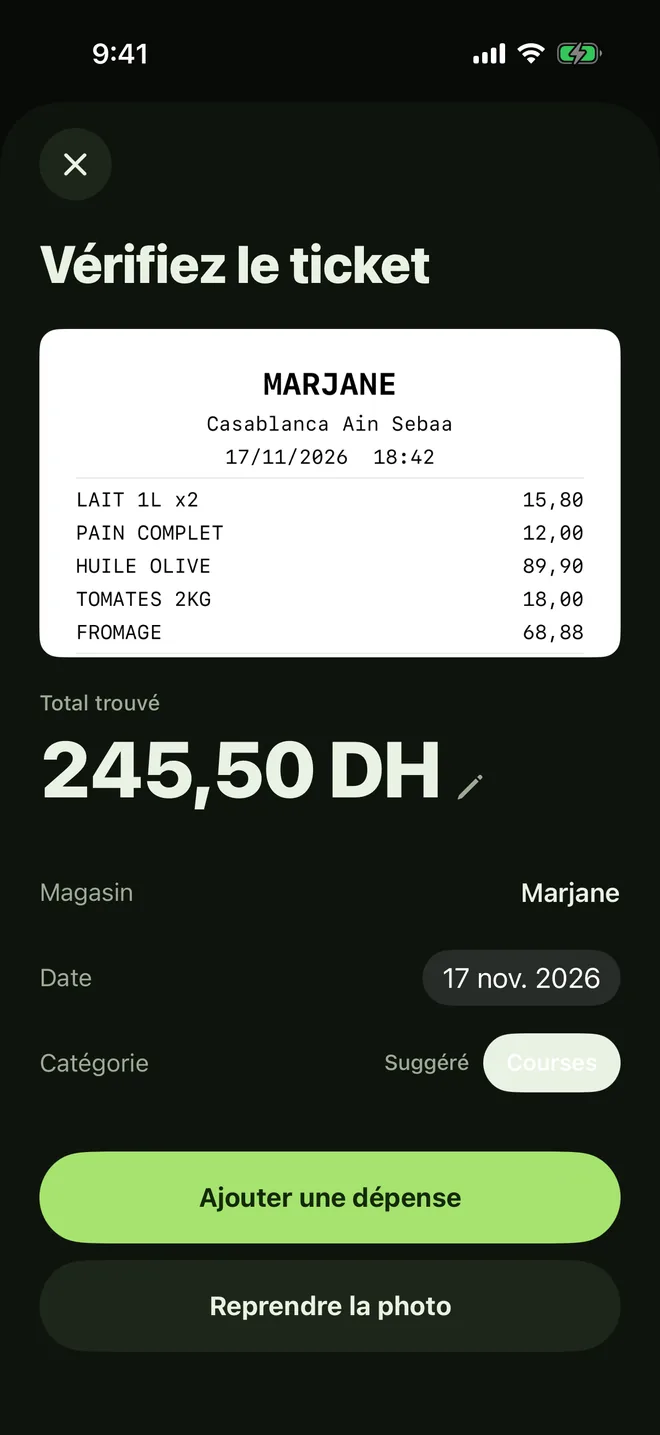 9:41
Vérifiez le ticket
MARJANE
Casablanca Ain Sebaa
17/11/2026 18:42
LAIT 1L x2 15,80
PAIN COMPLET 12,00
HUILE OLIVE 89,90
TOMATES 2KG 18,00
FROMAGE 68,88
Total trouvé
245,50 DH
Magasin Marjane
Date 17 nov. 2026
Catégorie Suggéré Courses
Ajouter une dépense
Reprendre la photo